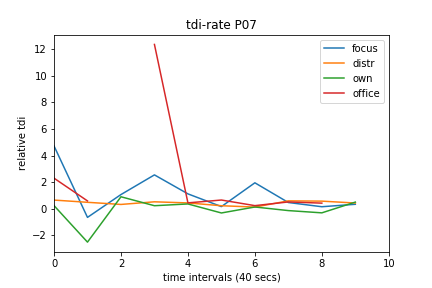 tdi-rate P07
relative tdi
12
10
8
6
4
2
0
−2
focus
distr
own
office
0 2 4 6 8 10
time intervals (40 secs)